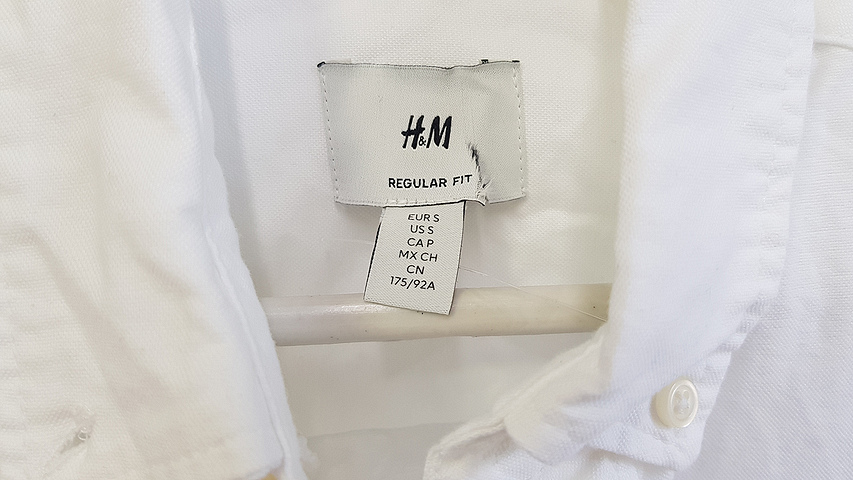 H&M
REGULAR FIT
EUR S
US S
CA P
MX CH
CN
175/92A